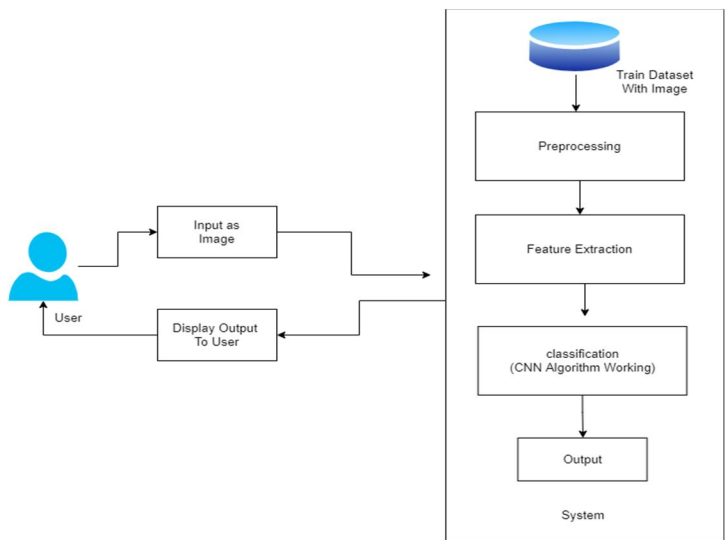 Train Dataset
With Image
Preprocessing
Input as
Image
Feature Extraction
User
Display Output
To User
classification
(CNN Algorithm Working)
Output
System